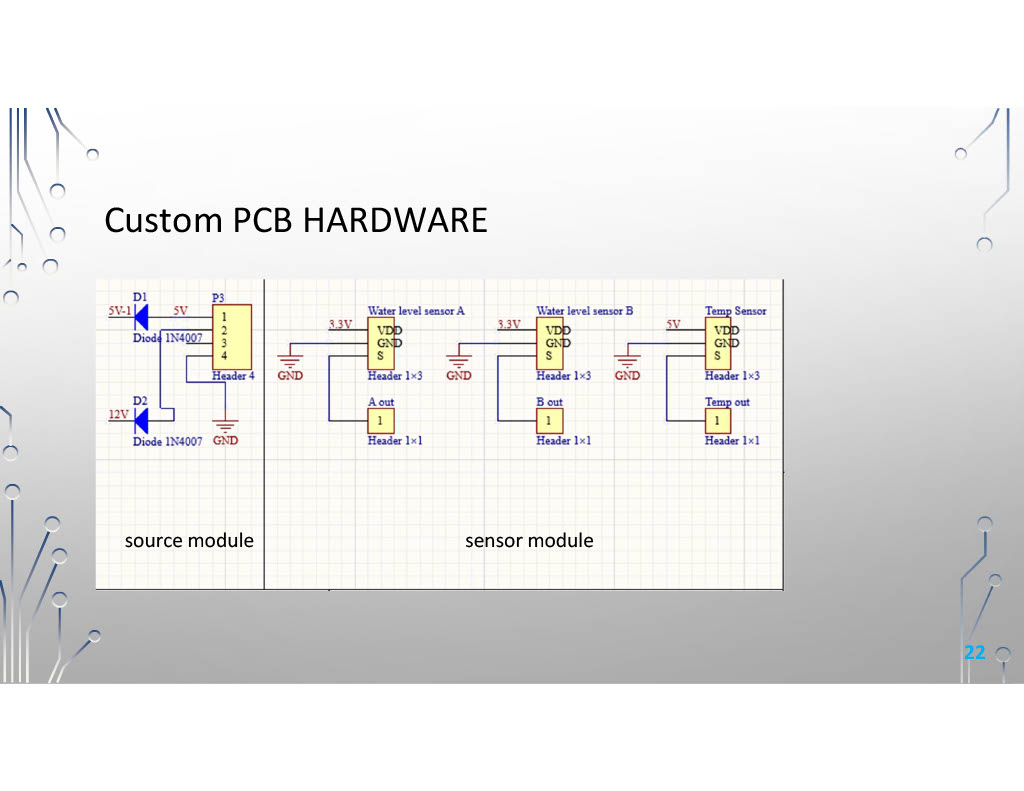 Custom PCB HARDWARE
D1
P3
5V-1
5V
Diode 1N4007
1
2
3
4
Header 4
D2
12V
Diode 1N4007
GND
source module
Water level sensor A
3.3V
VDD
GND
S
GND
Header 1×3
A out
1
Header 1×1
Water level sensor B
3.3V
VDD
GND
S
GND
Header 1×3
B out
1
Header 1×1
Temp Sensor
5V
VDD
GND
S
GND
Header 1×3
Temp out
1
Header 1×1
sensor module
22